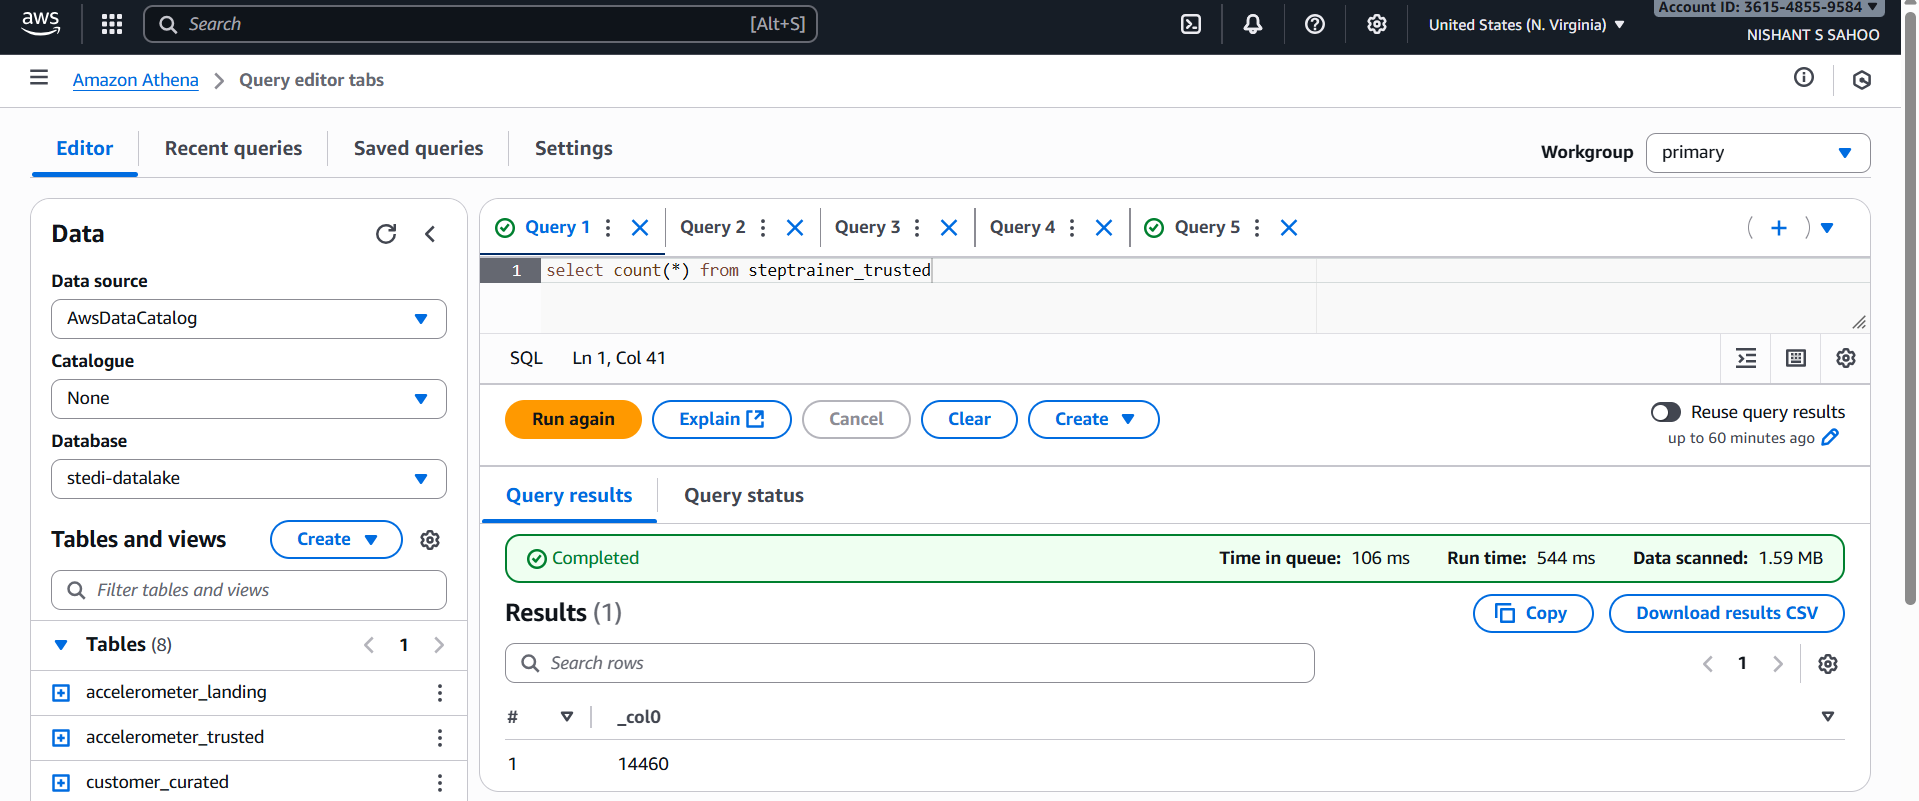 aws
Search [Alt+S]
United States (N. Virginia)
Account ID: 3615-4855-9584
NISHANT S SAHOO
Amazon Athena > Query editor tabs
Editor Recent queries Saved queries Settings
Workgroup primary
Data
Data source
AwsDataCatalog
Catalogue
None
Database
stedi-datalake
Tables and views Create
Filter tables and views
Tables (8) 1
accelerometer_landing
accelerometer_trusted
customer_curated
Query 1 Query 2 Query 3 Query 4 Query 5
1 select count(*) from steptrainer_trusted
SQL Ln 1, Col 41
Run again Explain Cancel Clear Create
Reuse query results
up to 60 minutes ago
Query results Query status
Completed Time in queue: 106 ms Run time: 544 ms Data scanned: 1.59 MB
Results (1) Copy Download results CSV
Search rows 1
# _col0
1 14460